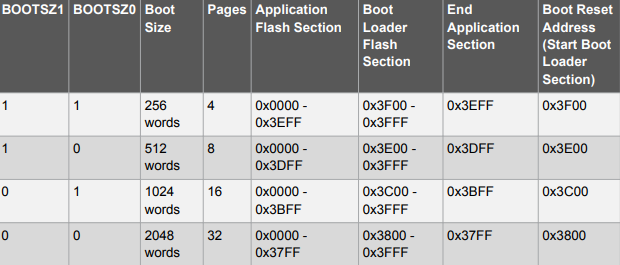 BOOTSZ1 BOOTSZ0 Boot Size Pages Application Flash Section Boot Loader Flash Section End Application Section Boot Reset Address (Start Boot Loader Section)
1 1 256 words 4 0x0000 - 0x3EFF 0x3F00 - 0x3FFF 0x3EFF 0x3F00
1 0 512 words 8 0x0000 - 0x3DFF 0x3E00 - 0x3FFF 0x3DFF 0x3E00
0 1 1024 words 16 0x0000 - 0x3BFF 0x3C00 - 0x3FFF 0x3BFF 0x3C00
0 0 2048 words 32 0x0000 - 0x37FF 0x3800 - 0x3FFF 0x37FF 0x3800